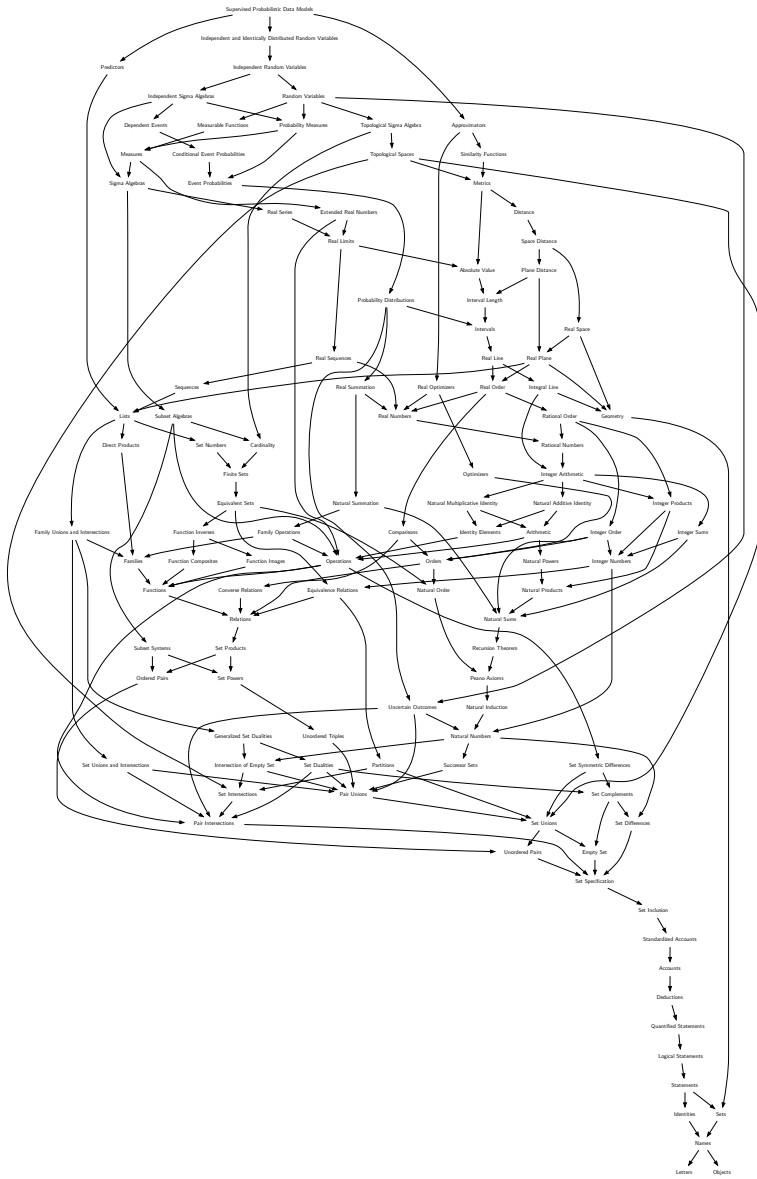 Supervised Probabilistic Data Models
Independent and Identically Distributed Random Variables
Predictors
Independent Random Variables
Independent Sigma Algebras
Random Variables
Dependent Events
Measurable Functions
Probability Measures
Topological Sigma Algebra
Approximators
Measures
Conditional Event Probabilities
Topological Spaces
Similarity Functions
Sigma Algebras
Event Probabilities
Metrics
Real Series
Extended Real Numbers
Distance
Real Limits
Space Distance
Absolute Value
Plane Distance
Probability Distributions
Interval Length
Intervals
Real Space
Real Sequences
Real Line
Real Plane
Sequences
Real Summation
Real Optimizers
Real Order
Integral Line
Lists
Subset Algebras
Real Numbers
Rational Order
Geometry
Direct Products
Set Numbers
Cardinality
Rational Numbers
Finite Sets
Optimizers
Integer Arithmetic
Equivalent Sets
Natural Summation
Natural Multiplicative Identity
Natural Additive Identity
Integer Products
Family Unions and Intersections
Function Inverses
Family Operations
Comparisons
Identity Elements
Arithmetic
Integer Order
Integer Sums
Families
Function Composites
Function Images
Operations
Orders
Natural Powers
Integer Numbers
Functions
Converse Relations
Equivalence Relations
Natural Order
Natural Products
Relations
Natural Sums
Subset Systems
Set Products
Recursion Theorem
Ordered Pairs
Set Powers
Peano Axioms
Uncertain Outcomes
Natural Induction
Generalized Set Dualities
Unordered Triples
Natural Numbers
Set Unions and Intersections
Intersection of Empty Set
Set Dualities
Partitions
Successor Sets
Set Symmetric Differences
Set Intersections
Pair Unions
Set Complements
Pair Intersections
Set Unions
Set Differences
Unordered Pairs
Empty Set
Set Specification
Set Inclusion
Standardized Accounts
Accounts
Deductions
Quantified Statements
Logical Statements
Statements
Identities
Sets
Names
Letters
Objects